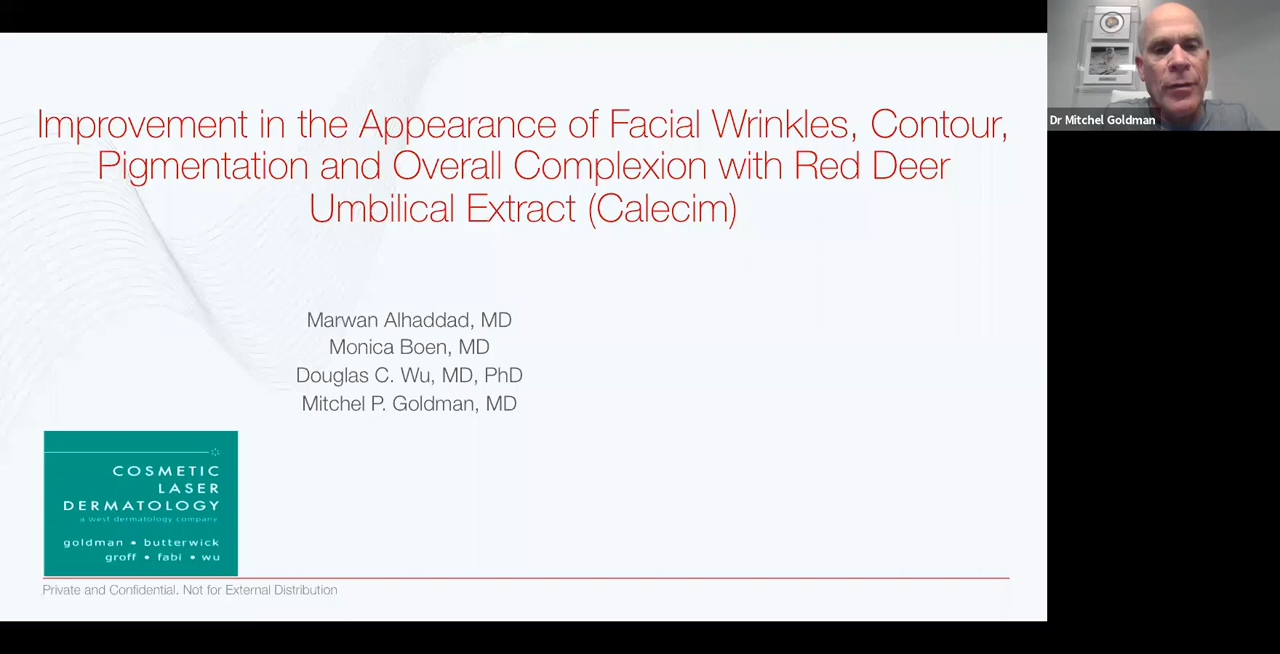 Improvement in the Appearance of Facial Wrinkles, Contour,
Pigmentation and Overall Complexion with Red Deer
Umbilical Extract (Calecim)
Marwan Alhaddad, MD
Monica Boen, MD
Douglas C. Wu, MD, PhD
Mitchel P. Goldman, MD
COSMETIC
LASER
DERMATOLOGY
a west dermatology company
goldman • butterwick
groff • fabi • wu
Private and Confidential. Not for External Distribution
Dr Mitchel Goldman